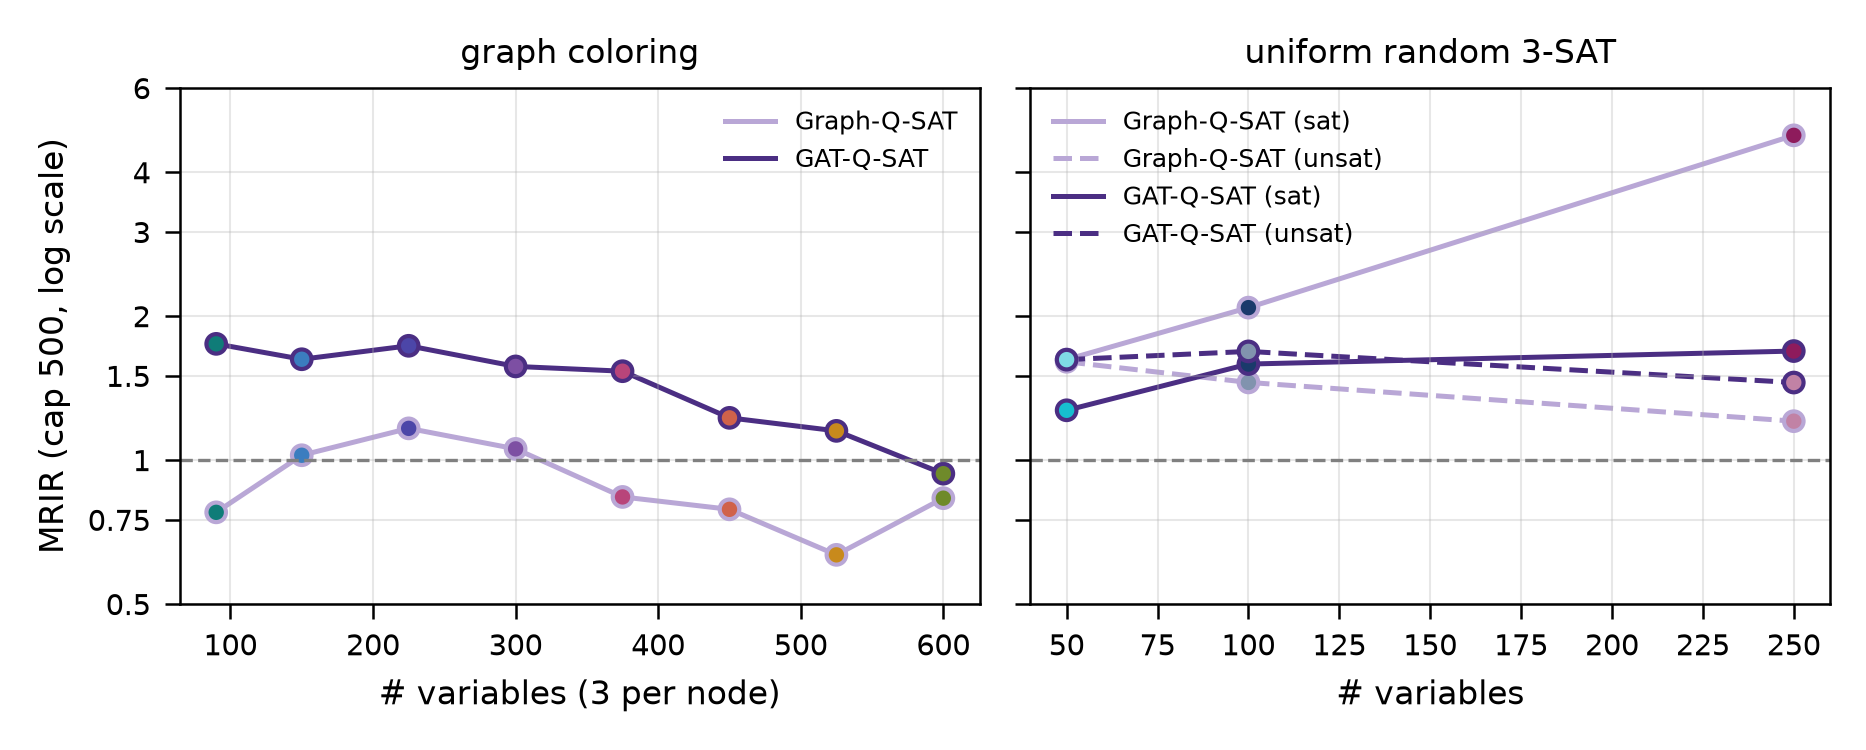 graph coloring
uniform random 3-SAT
MRIR (cap 500, log scale)
6
4
3
2
1.5
1
0.75
0.5
Graph-Q-SAT
GAT-Q-SAT
Graph-Q-SAT (sat)
Graph-Q-SAT (unsat)
GAT-Q-SAT (sat)
GAT-Q-SAT (unsat)
100 200 300 400 500 600
50 75 100 125 150 175 200 225 250
# variables (3 per node)
# variables